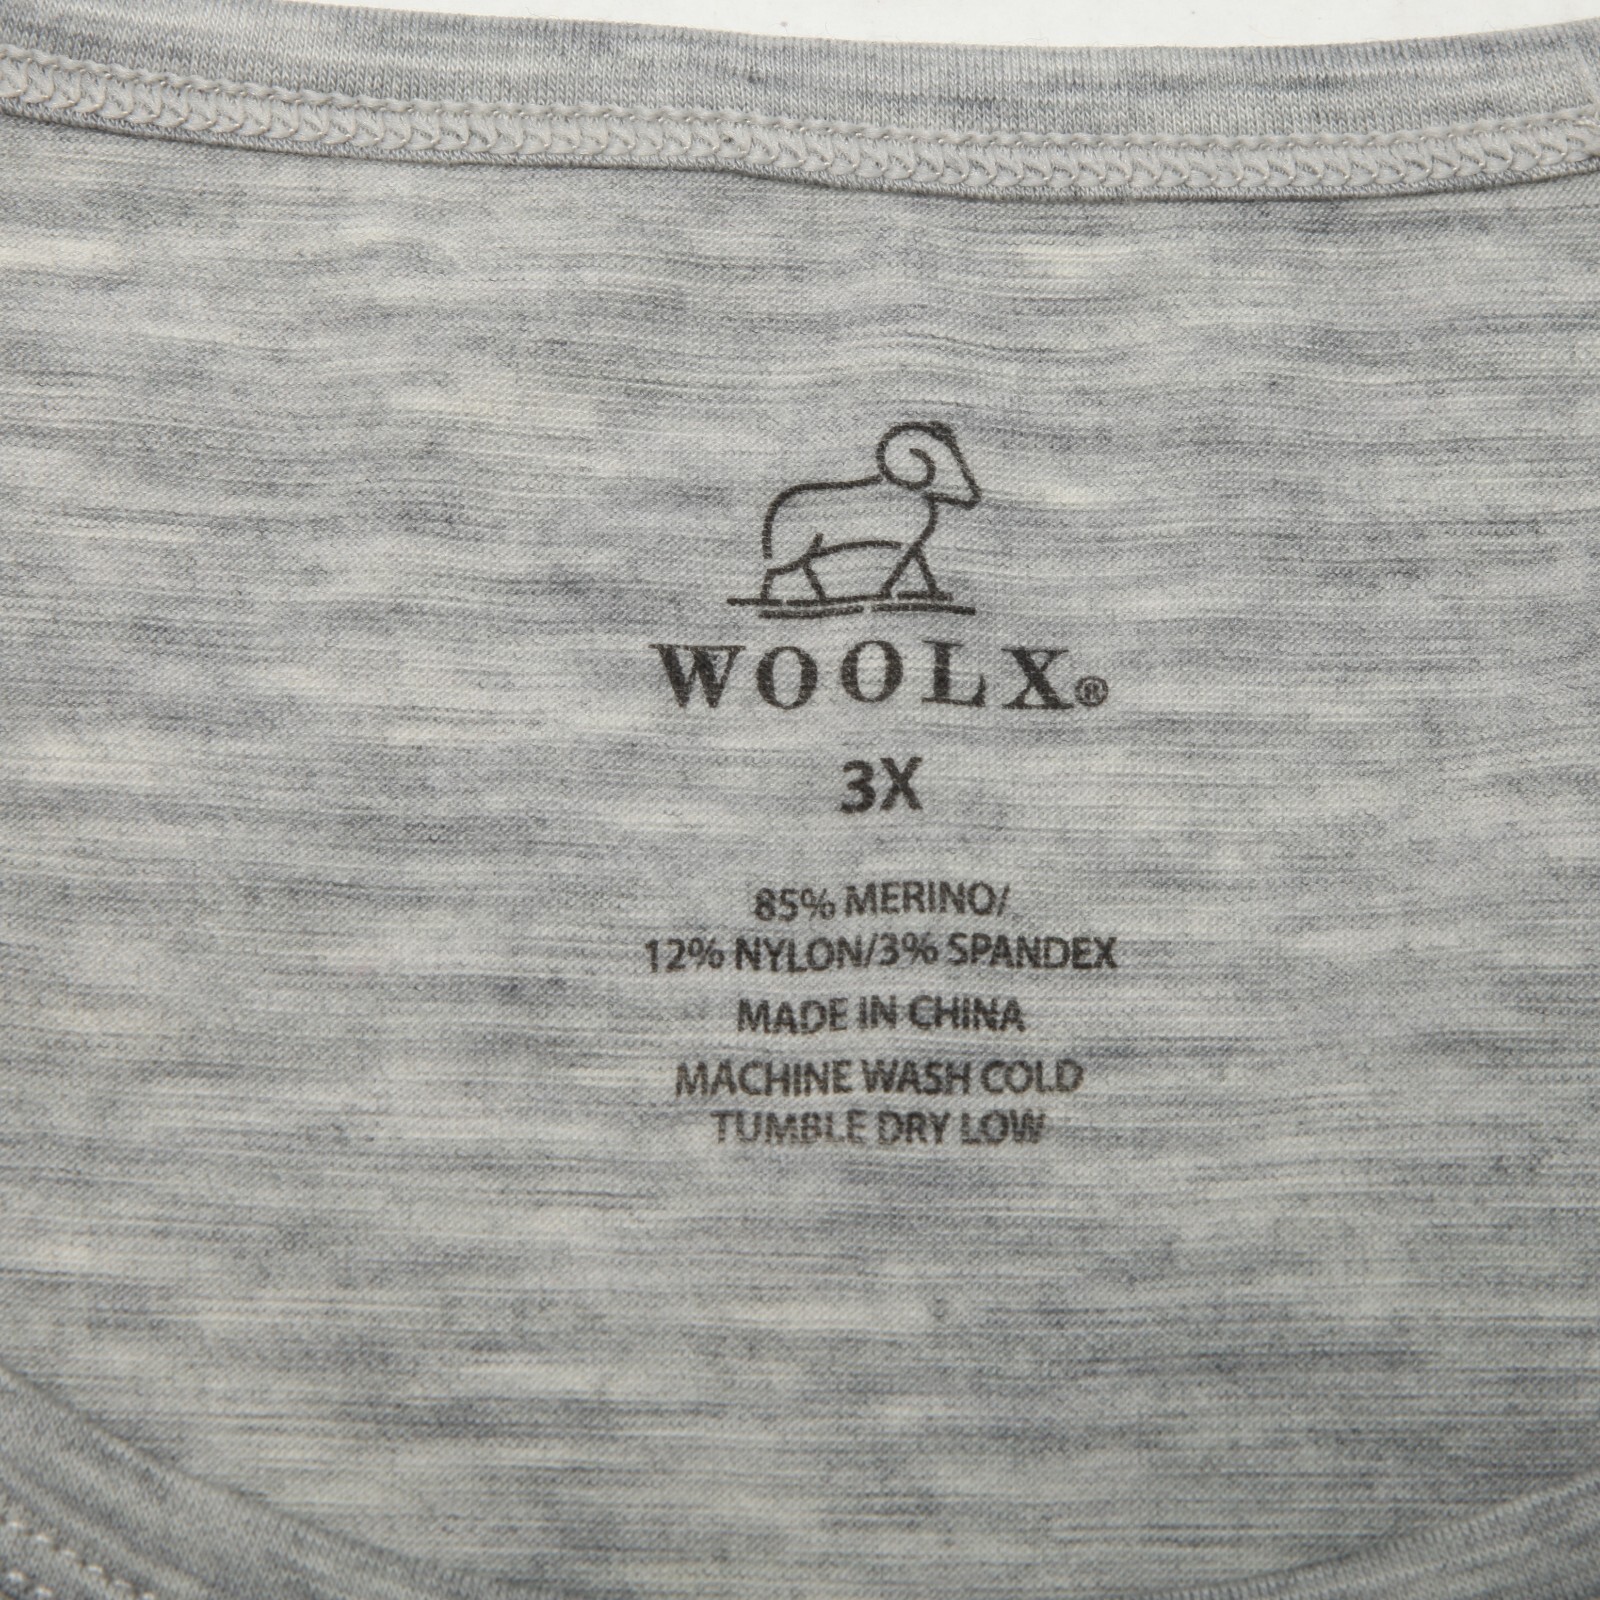 WOOLX®
3X
85% MERINO/
12% NYLON/3% SPANDEX
MADE IN CHINA
MACHINE WASH COLD
TUMBLE DRY LOW